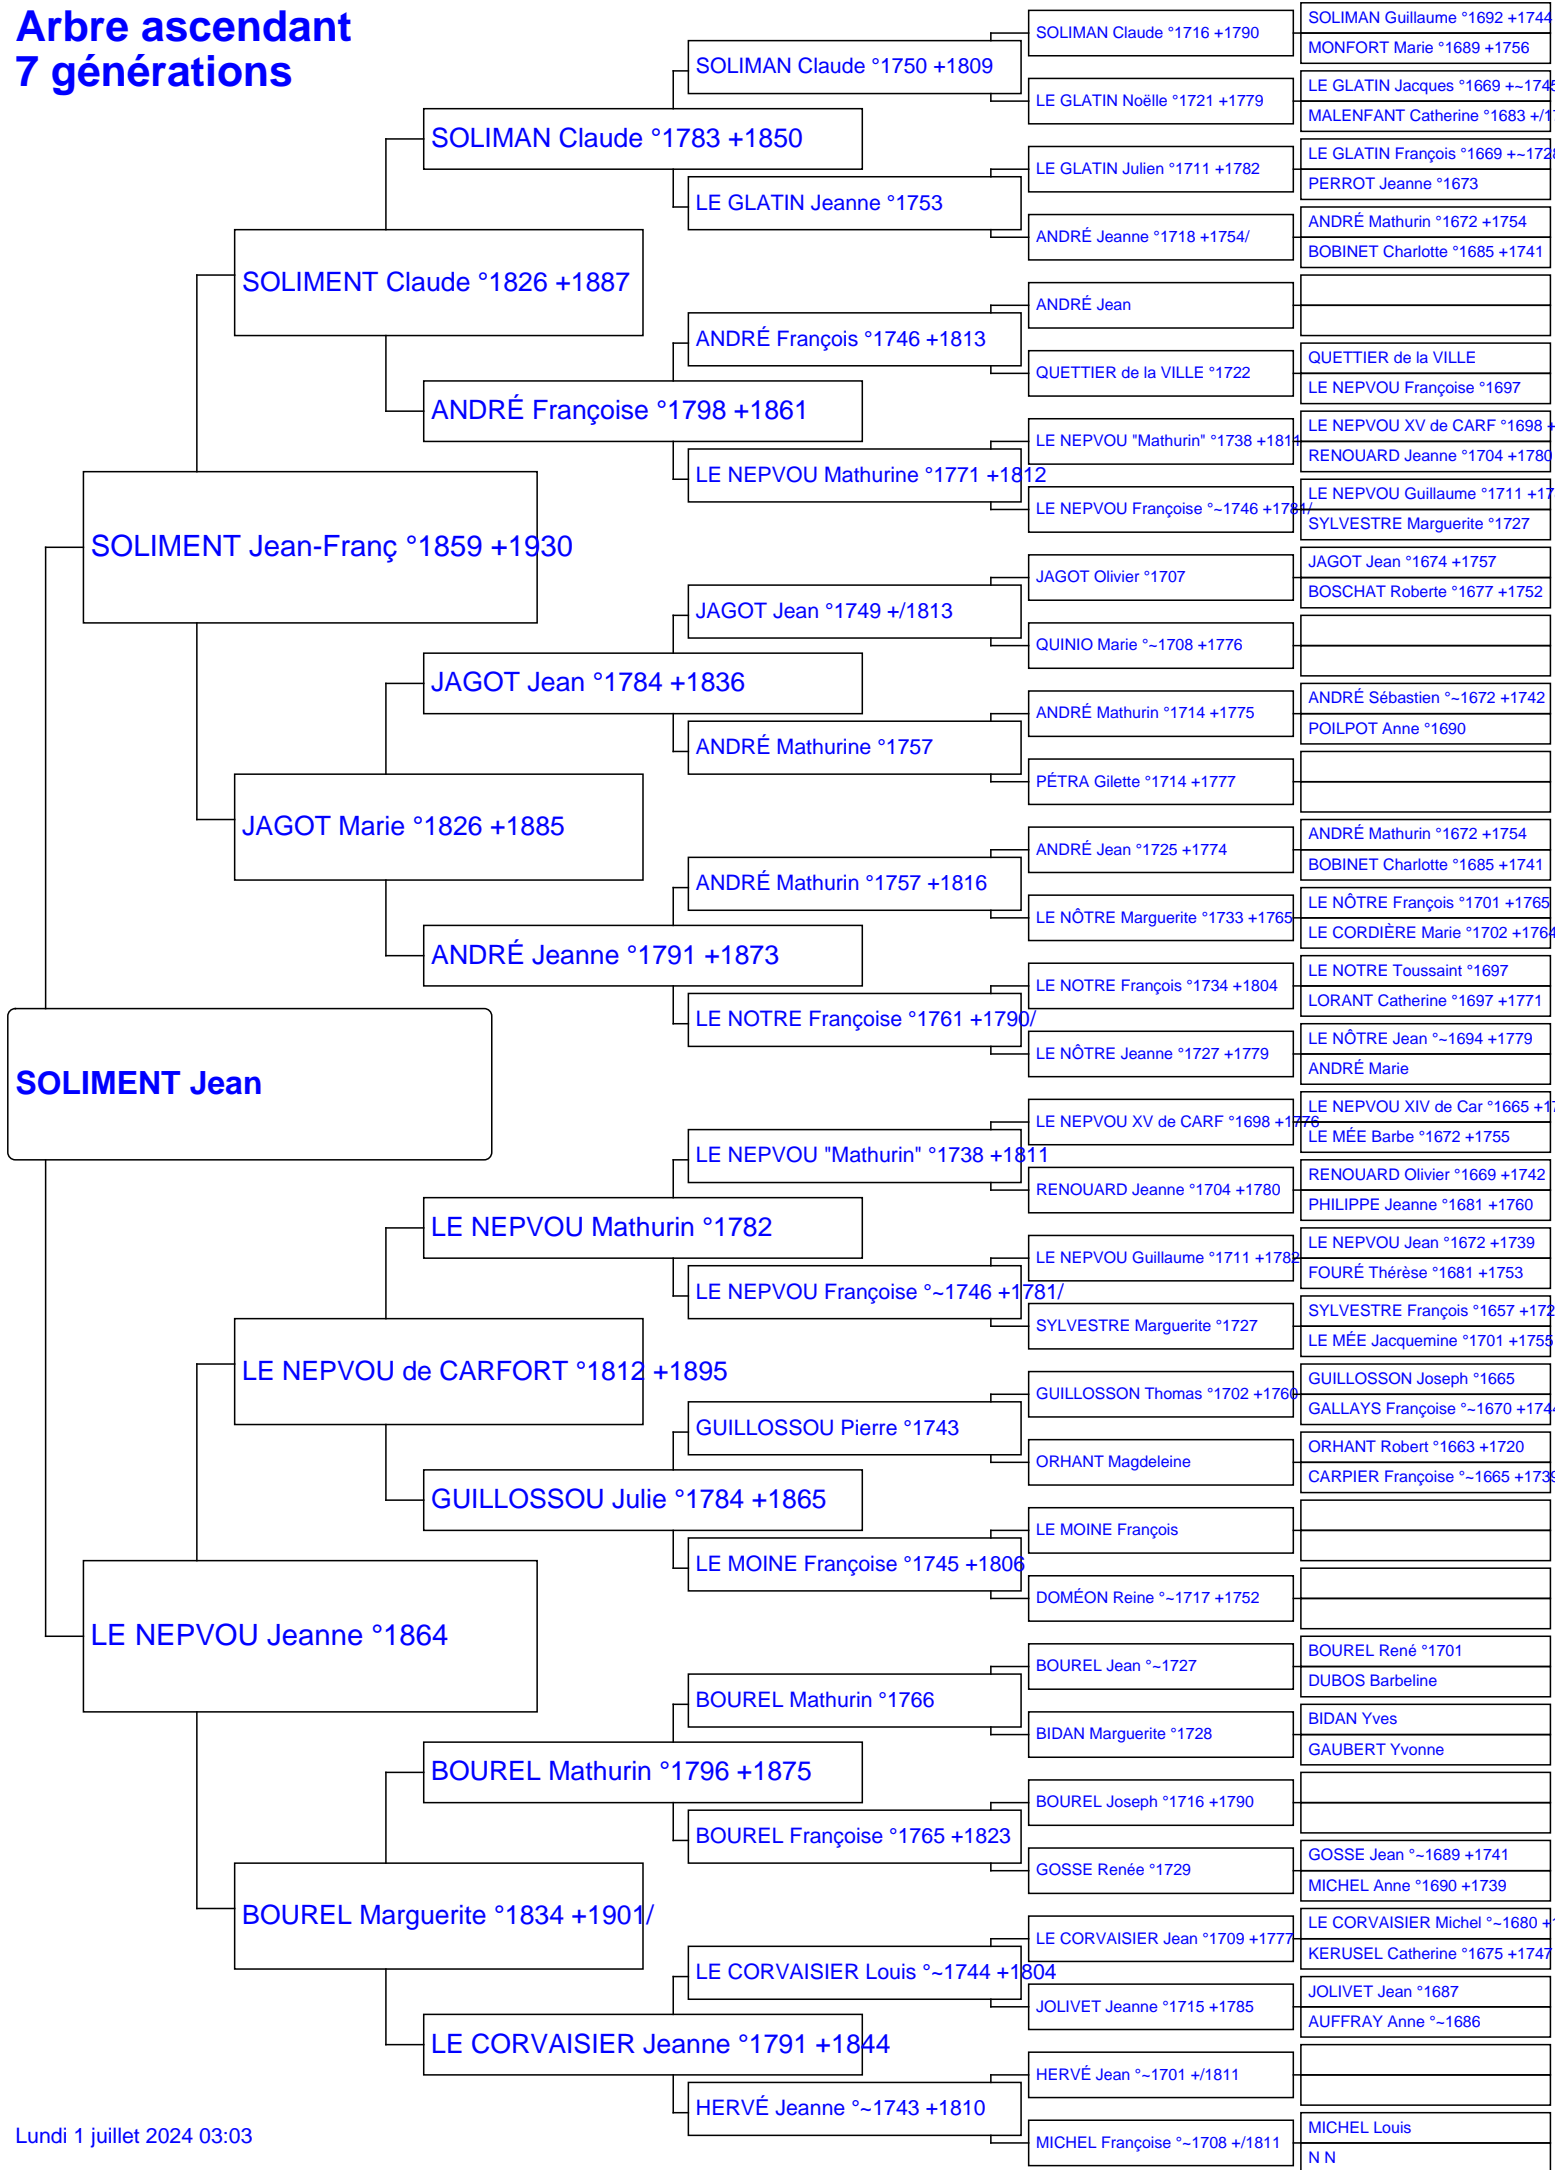 Arbre ascendant
7 générations
SOLIMENT Jean
SOLIMENT Jean-Franç °1859 +1930
LE NEPVOU Jeanne °1864
SOLIMENT Claude °1826 +1887
JAGOT Marie °1826 +1885
LE NEPVOU de CARFORT °1812 +1895
BOUREL Marguerite °1834 +1901/
SOLIMAN Claude °1783 +1850
ANDRÉ Françoise °1798 +1861
JAGOT Jean °1784 +1836
ANDRÉ Jeanne °1791 +1873
LE NEPVOU Mathurin °1782
GUILLOSSOU Julie °1784 +1865
BOUREL Mathurin °1796 +1875
LE CORVAISIER Jeanne °1791 +1844
SOLIMAN Claude °1750 +1809
LE GLATIN Jeanne °1753
ANDRÉ François °1746 +1813
LE NEPVOU Mathurine °1771 +1812
JAGOT Jean °1749 +/1813
ANDRÉ Mathurine °1757
ANDRÉ Mathurin °1757 +1816
LE NOTRE Françoise °1761 +1790/
LE NEPVOU "Mathurin" °1738 +1811
LE NEPVOU Françoise °~1746 +1781/
GUILLOSSOU Pierre °1743
LE MOINE Françoise °1745 +1806
BOUREL Mathurin °1766
BOUREL Françoise °1765 +1823
LE CORVAISIER Louis °~1744 +1804
HERVÉ Jeanne °~1743 +1810
SOLIMAN Claude °1716 +1790
LE GLATIN Noëlle °1721 +1779
LE GLATIN Julien °1711 +1782
ANDRÉ Jeanne °1718 +1754/
ANDRÉ Jean
QUETTIER de la VILLE °1722
LE NEPVOU "Mathurin" °1738 +1811
LE NEPVOU Françoise °~1746 +1781/
JAGOT Olivier °1707
QUINIO Marie °~1708 +1776
ANDRÉ Mathurin °1714 +1775
PÉTRA Gilette °1714 +1777
ANDRÉ Jean °1725 +1774
LE NÔTRE Marguerite °1733 +1765
LE NOTRE François °1734 +1804
LE NÔTRE Jeanne °1727 +1779
LE NEPVOU XV de CARF °1698 +1776
RENOUARD Jeanne °1704 +1780
LE NEPVOU Guillaume °1711 +1782
SYLVESTRE Marguerite °1727
GUILLOSSON Thomas °1702 +1760
ORHANT Magdeleine
LE MOINE François
DOMÉON Reine °~1717 +1752
BOUREL Jean °~1727
BIDAN Marguerite °1728
BOUREL Joseph °1716 +1790
GOSSE Renée °1729
LE CORVAISIER Jean °1709 +1777
JOLIVET Jeanne °1715 +1785
HERVÉ Jean °~1701 +/1811
MICHEL Françoise °~1708 +/1811
SOLIMAN Guillaume °1692 +1744
MONFORT Marie °1689 +1756
LE GLATIN Jacques °1669 +~1745
MALENFANT Catherine °1683 +/1
LE GLATIN François °1669 +~1728
PERROT Jeanne °1673
ANDRÉ Mathurin °1672 +1754
BOBINET Charlotte °1685 +1741
QUETTIER de la VILLE
LE NEPVOU Françoise °1697
LE NEPVOU XV de CARF °1698 +
RENOUARD Jeanne °1704 +1780
LE NEPVOU Guillaume °1711 +17
SYLVESTRE Marguerite °1727
JAGOT Jean °1674 +1757
BOSCHAT Roberte °1677 +1752
ANDRÉ Sébastien °~1672 +1742
POILPOT Anne °1690
ANDRÉ Mathurin °1672 +1754
BOBINET Charlotte °1685 +1741
LE NÔTRE François °1701 +1765
LE CORDIÈRE Marie °1702 +1764
LE NOTRE Toussaint °1697
LORANT Catherine °1697 +1771
LE NÔTRE Jean °~1694 +1779
ANDRÉ Marie
LE NEPVOU XIV de Car °1665 +17
LE MÉE Barbe °1672 +1755
RENOUARD Olivier °1669 +1742
PHILIPPE Jeanne °1681 +1760
LE NEPVOU Jean °1672 +1739
FOURÉ Thérèse °1681 +1753
SYLVESTRE François °1657 +172
LE MÉE Jacquemine °1701 +1755
GUILLOSSON Joseph °1665
GALLAYS Françoise °~1670 +1744
ORHANT Robert °1663 +1720
CARPIER Françoise °~1665 +1739
BOUREL René °1701
DUBOS Barbeline
BIDAN Yves
GAUBERT Yvonne
GOSSE Jean °~1689 +1741
MICHEL Anne °1690 +1739
LE CORVAISIER Michel °~1680 +1
KERUSEL Catherine °1675 +1747
JOLIVET Jean °1687
AUFFRAY Anne °~1686
MICHEL Louis
N N
Lundi 1 juillet 2024 03:03